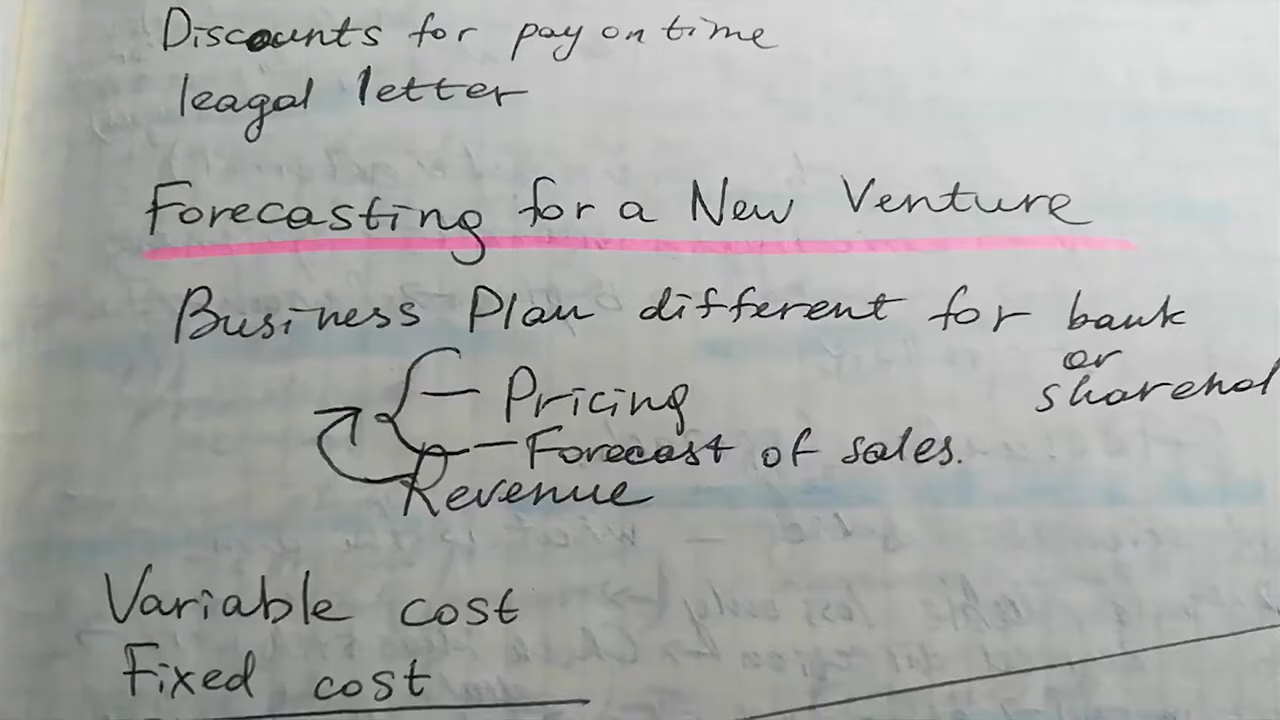 Discounts for pay on time
leagal letter
Forecasting for a New Venture
Business Plan different for bank
or
sharehol
— Pricing
— Forecast of sales.
Revenue
Variable cost
Fixed cost